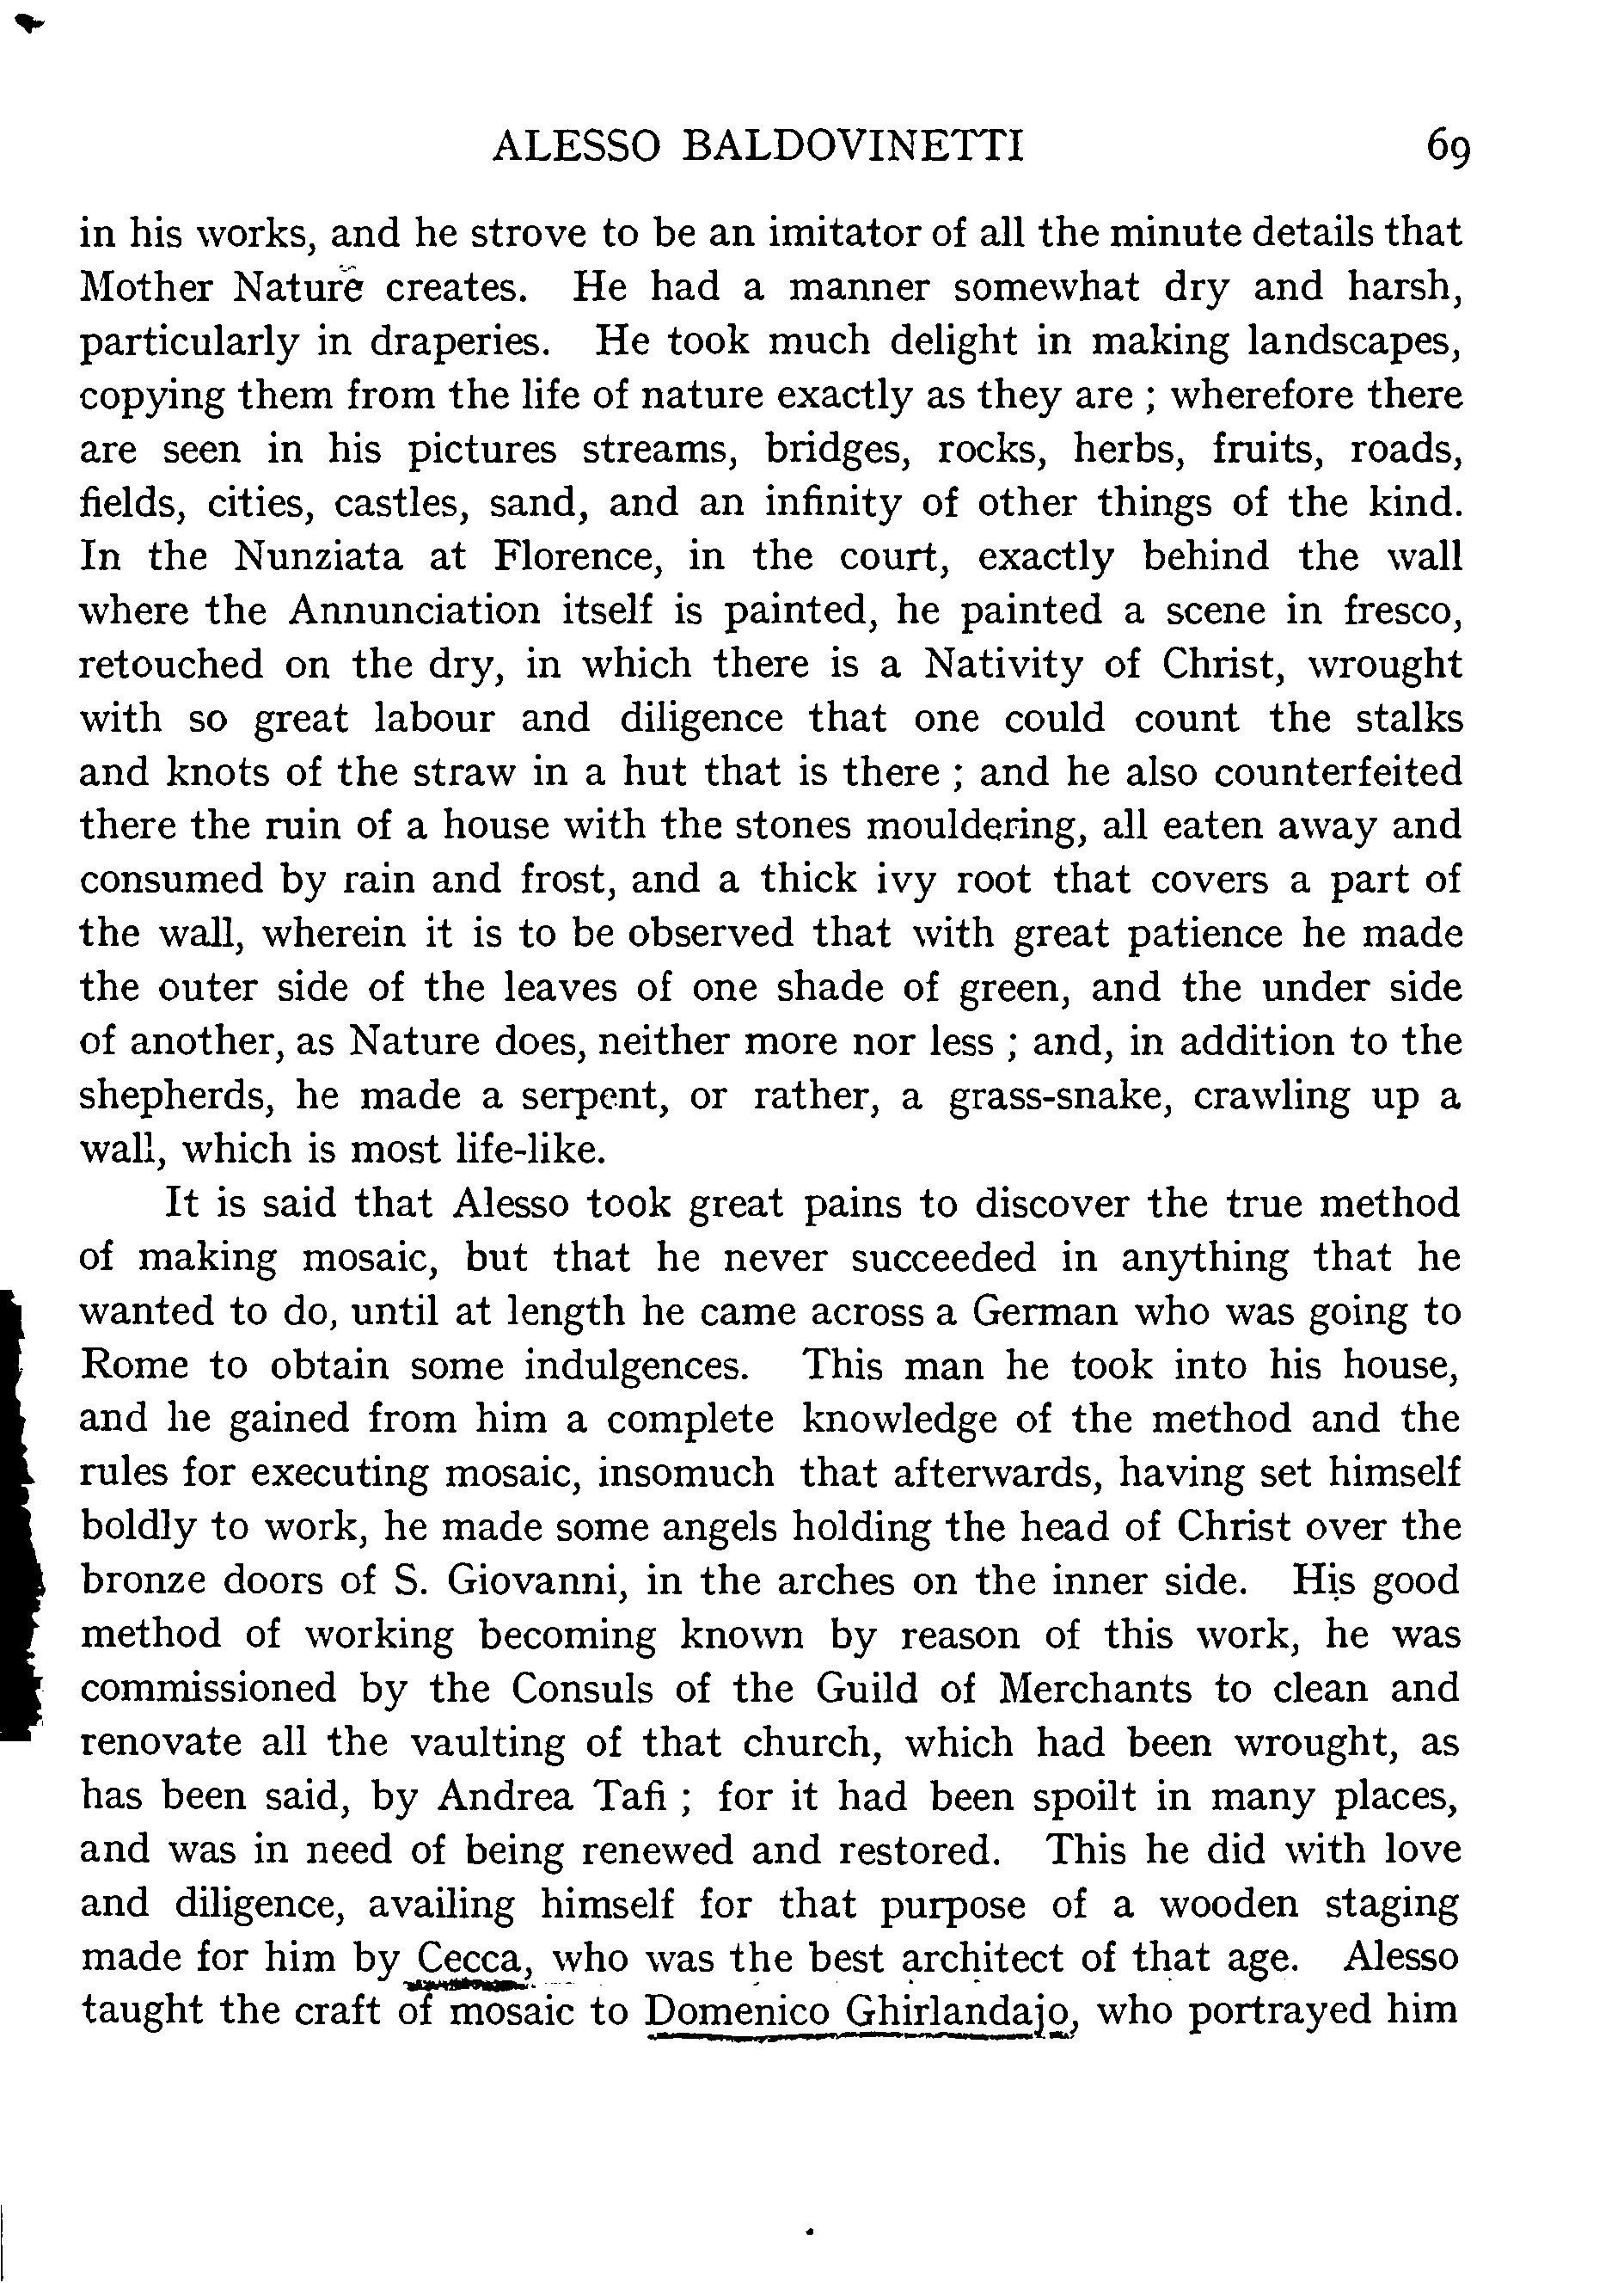 ALESSO BALDOVINETTI 69
in his works, and he strove to be an imitator of all the minute details that
Mother Nature creates. He had a manner somewhat dry and harsh,
particularly in draperies. He took much delight in making landscapes,
copying them from the life of nature exactly as they are ; wherefore there
are seen in his pictures streams, bridges, rocks, herbs, fruits, roads,
fields, cities, castles, sand, and an infinity of other things of the kind.
In the Nunziata at Florence, in the court, exactly behind the wall
where the Annunciation itself is painted, he painted a scene in fresco,
retouched on the dry, in which there is a Nativity of Christ, wrought
with so great labour and diligence that one could count the stalks
and knots of the straw in a hut that is there ; and he also counterfeited
there the ruin of a house with the stones mouldering, all eaten away and
consumed by rain and frost, and a thick ivy root that covers a part of
the wall, wherein it is to be observed that with great patience he made
the outer side of the leaves of one shade of green, and the under side
of another, as Nature does, neither more nor less ; and, in addition to the
shepherds, he made a serpent, or rather, a grass-snake, crawling up a
wall, which is most life-like.
It is said that Alesso took great pains to discover the true method
of making mosaic, but that he never succeeded in anything that he
wanted to do, until at length he came across a German who was going to
Rome to obtain some indulgences. This man he took into his house,
and he gained from him a complete knowledge of the method and the
rules for executing mosaic, insomuch that afterwards, having set himself
boldly to work, he made some angels holding the head of Christ over the
bronze doors of S. Giovanni, in the arches on the inner side. His good
method of working becoming known by reason of this work, he was
commissioned by the Consuls of the Guild of Merchants to clean and
renovate all the vaulting of that church, which had been wrought, as
has been said, by Andrea Tafi ; for it had been spoilt in many places,
and was in need of being renewed and restored. This he did with love
and diligence, availing himself for that purpose of a wooden staging
made for him by Cecca, who was the best architect of that age. Alesso
taught the craft of mosaic to Domenico Ghirlandajo, who portrayed him